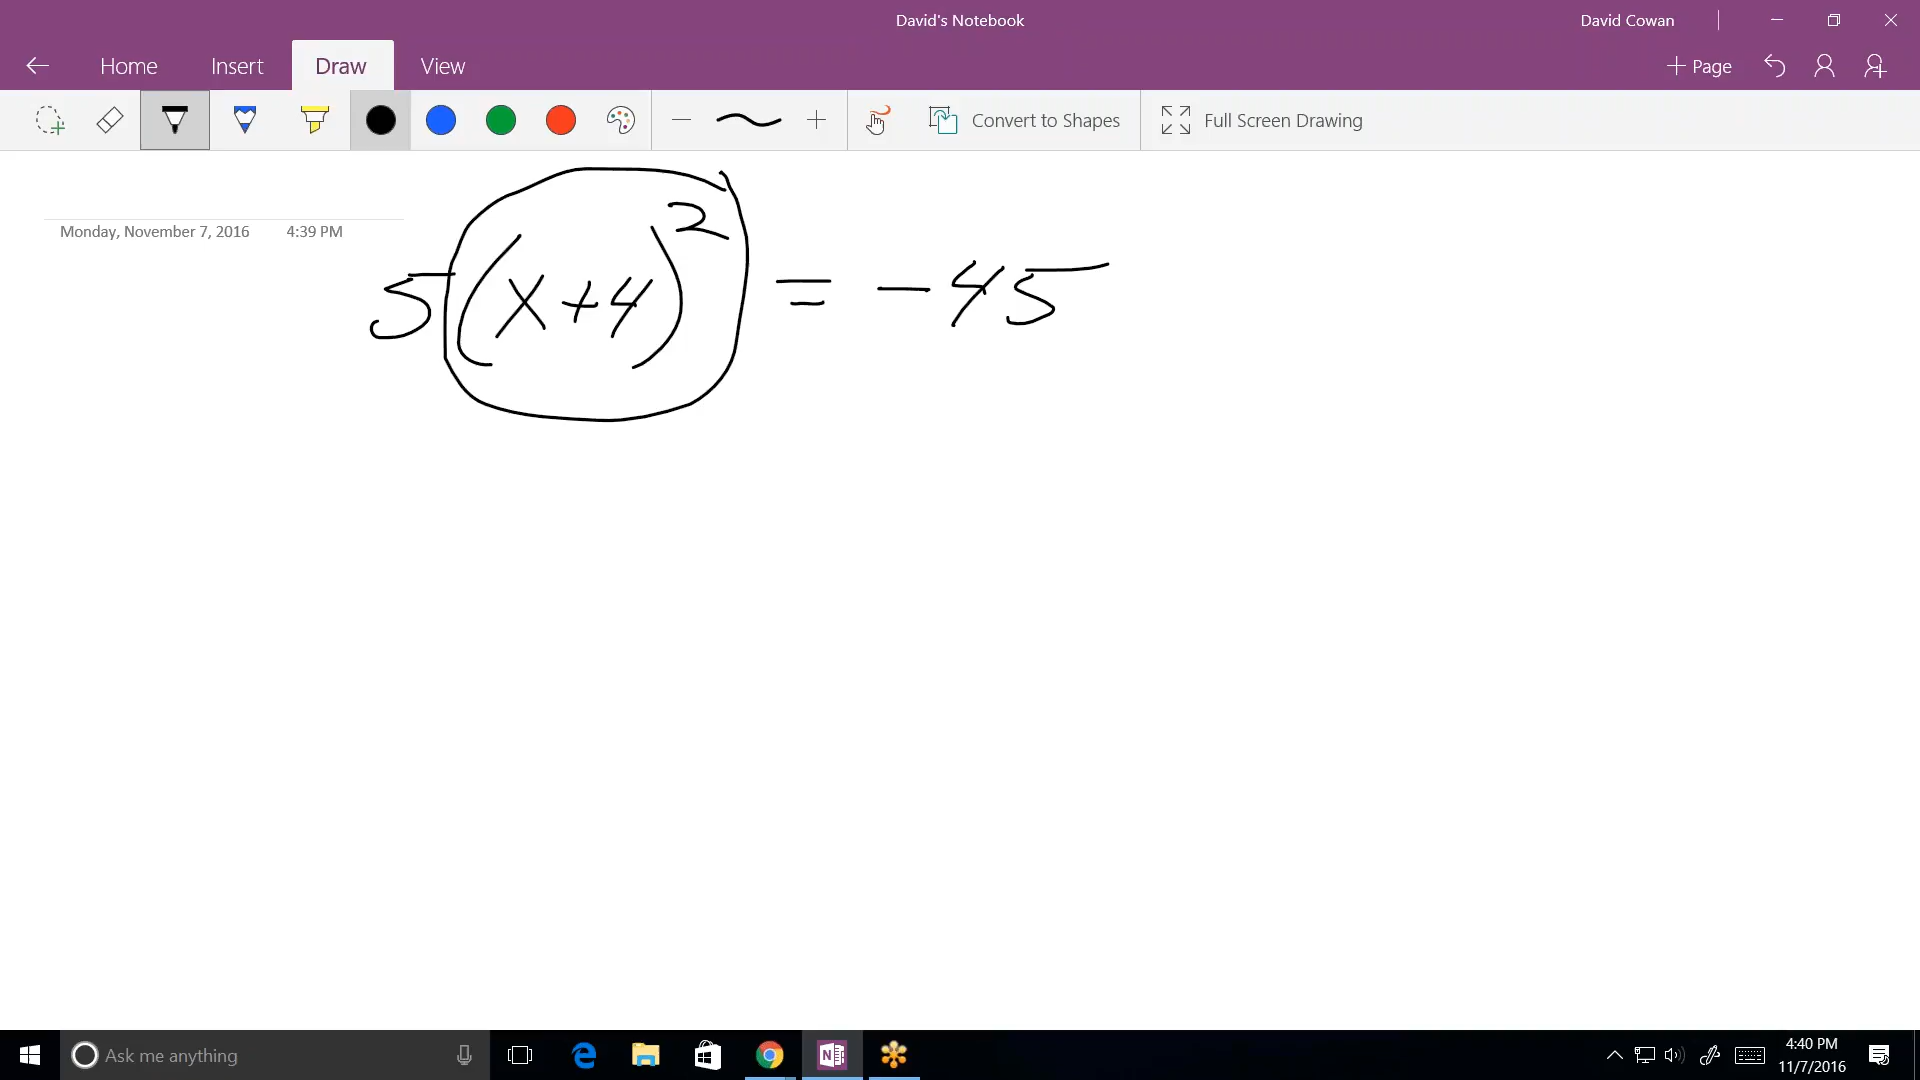 David's Notebook
David Cowan
Home Insert Draw View
Page
Convert to Shapes
Full Screen Drawing
Monday, November 7, 2016 4:39 PM
5(x+4)² = -45
Ask me anything
N
4:40 PM
11/7/2016